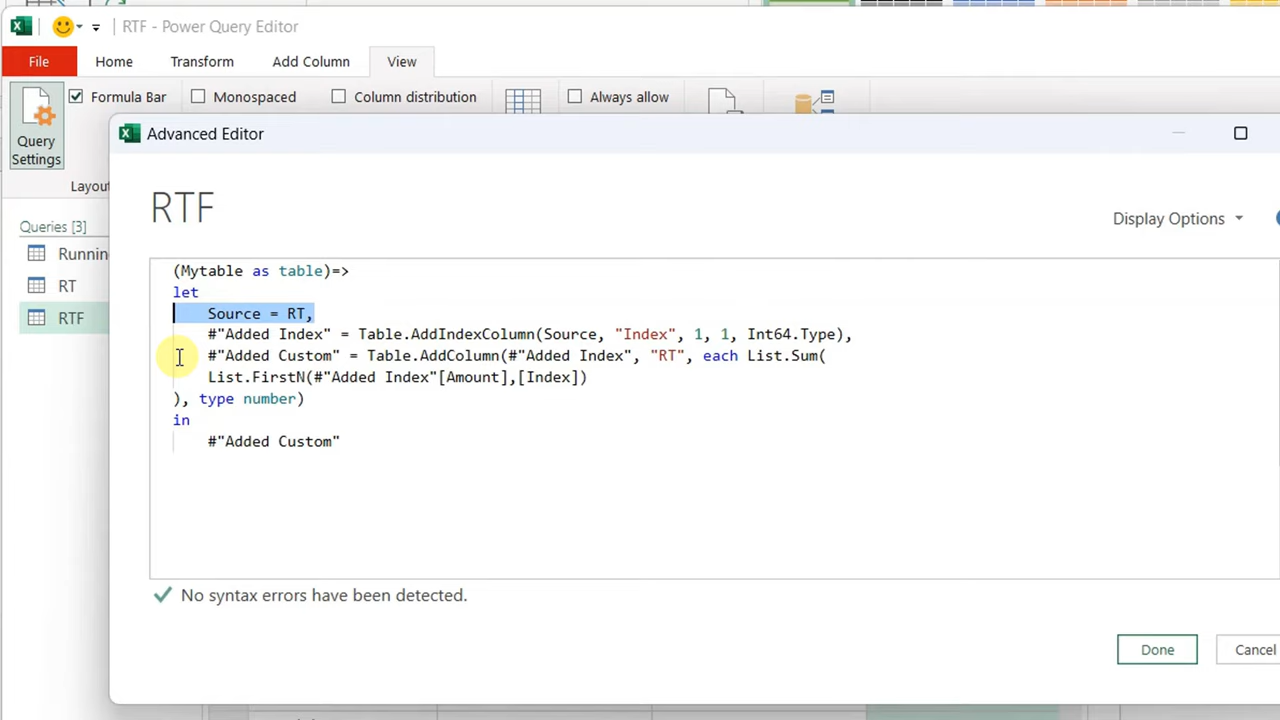 RTF - Power Query Editor
File
Home
Transform
Add Column
View
Formula Bar
Monospaced
Column distribution
Always allow
Query
Settings
Advanced Editor
RTF
Display Options
Queries [3]
RT
RTF
(Mytable as table)=>
let
Source = RT,
#"Added Index" = Table.AddIndexColumn(Source, "Index", 1, 1, Int64.Type),
#"Added Custom" = Table.AddColumn(#"Added Index", "RT", each List.Sum(
List.FirstN(#"Added Index"[Amount],[Index])
), type number)
in
#"Added Custom"
No syntax errors have been detected.
Done
Cancel